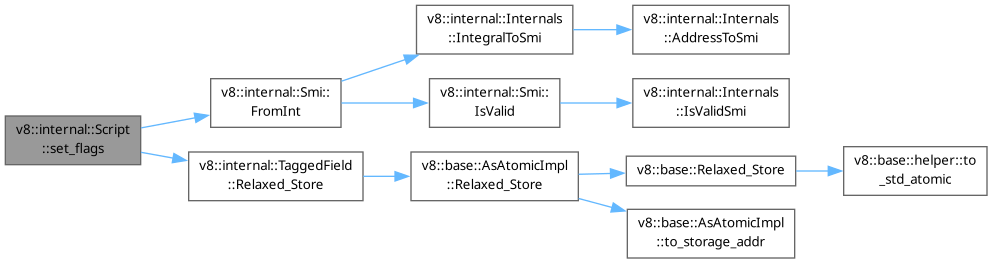 v8::internal::Script
::set_flags
v8::internal::Smi::
FromInt
v8::internal::Internals
::IntegralToSmi
v8::internal::Internals
::AddressToSmi
v8::internal::Smi::
IsValid
v8::internal::Internals
::IsValidSmi
v8::internal::TaggedField
::Relaxed_Store
v8::base::AsAtomicImpl
::Relaxed_Store
v8::base::Relaxed_Store
v8::base::helper::to
_std_atomic
v8::base::AsAtomicImpl
::to_storage_addr